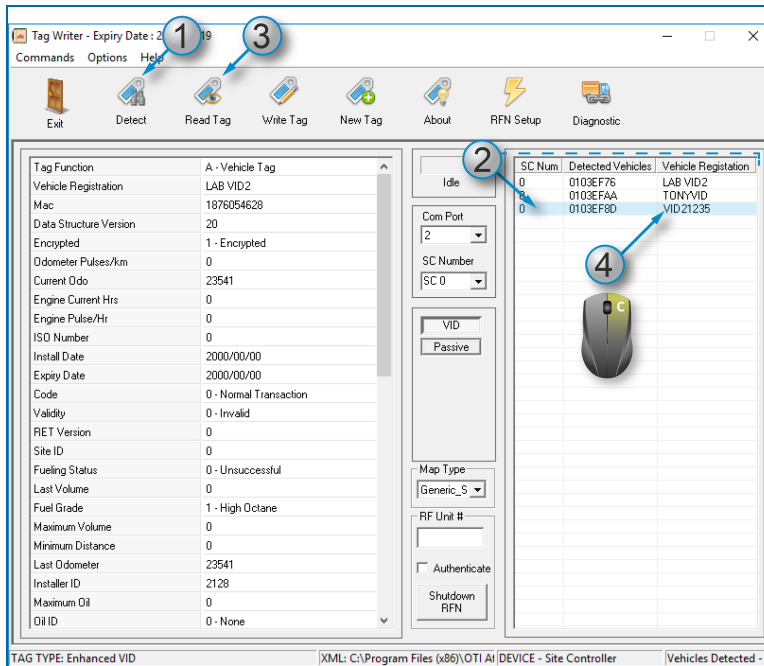 Tag Writer - Expiry Date : 2 19
1
3
Commands Options Help
Exit Detect Read Tag Write Tag New Tag About RFN Setup Diagnostic
Tag Function A - Vehicle Tag
Vehicle Registration LAB VID2
Mac 1876054628
Data Structure Version 20
Encrypted 1 - Encrypted
Odometer Pulses/km 0
Current Odo 23541
Engine Current Hrs 0
Engine Pulse/Hr 0
ISO Number 0
Install Date 2000/00/00
Expiry Date 2000/00/00
Code 0 - Normal Transaction
Validity 0 - Invalid
RET Version 0
Site ID 0
Fueling Status 0 - Unsuccessful
Last Volume 0
Fuel Grade 1 - High Octane
Maximum Volume 0
Minimum Distance 0
Last Odometer 23541
Installer ID 2128
Maximum Oil 0
Oil ID 0 - None
Idle
Com Port
2
SC Number
SC 0
VID
Passive
Map Type
Generic_S
RF Unit #
Authenticate
Shutdown
RFN
2
SC Num Detected Vehicles Vehicle Registation
0 0103EF76 LAB VID2
0103EFAA TONYVID
0 0103EF8D VID21235
4
C
TAG TYPE: Enhanced VID XML: C:\Program Files (x86)\OTI DEVICE - Site Controller Vehicles Detected -